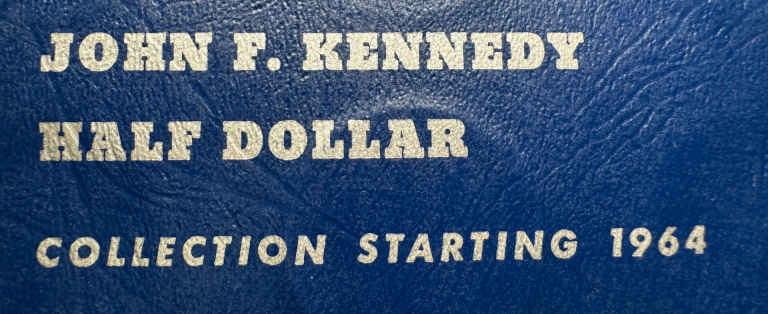 JOHN F. KENNEDY
HALF DOLLAR
COLLECTION STARTING 1964